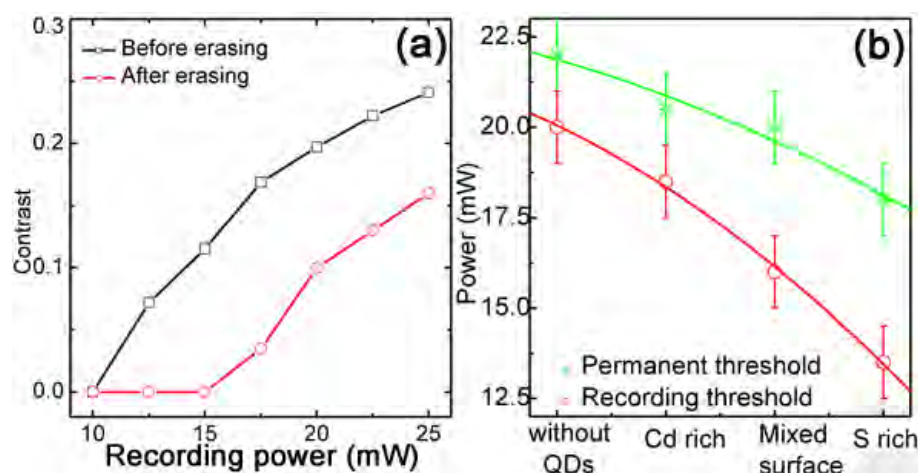 (a)
Before erasing
After erasing
0.3
0.2
0.1
0.0
Contrast
10
15
20
25
Recording power (mW)
(b)
22.5
20.0
17.5
15.0
12.5
Power (mW)
Permanent threshold
Recording threshold
without
QDs
Cd rich
Mixed
surface
S rich